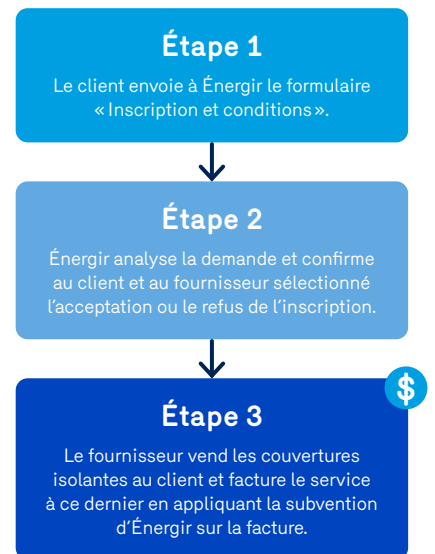 Étape 1
Le client envoie à Énergir le formulaire
« Inscription et conditions ».
Étape 2
Énergir analyse la demande et confirme
au client et au fournisseur sélectionné
l’acceptation ou le refus de l’inscription.
$
Étape 3
Le fournisseur vend les couvertures
isolantes au client et facture le service
à ce dernier en appliquant la subvention
d’Énergir sur la facture.